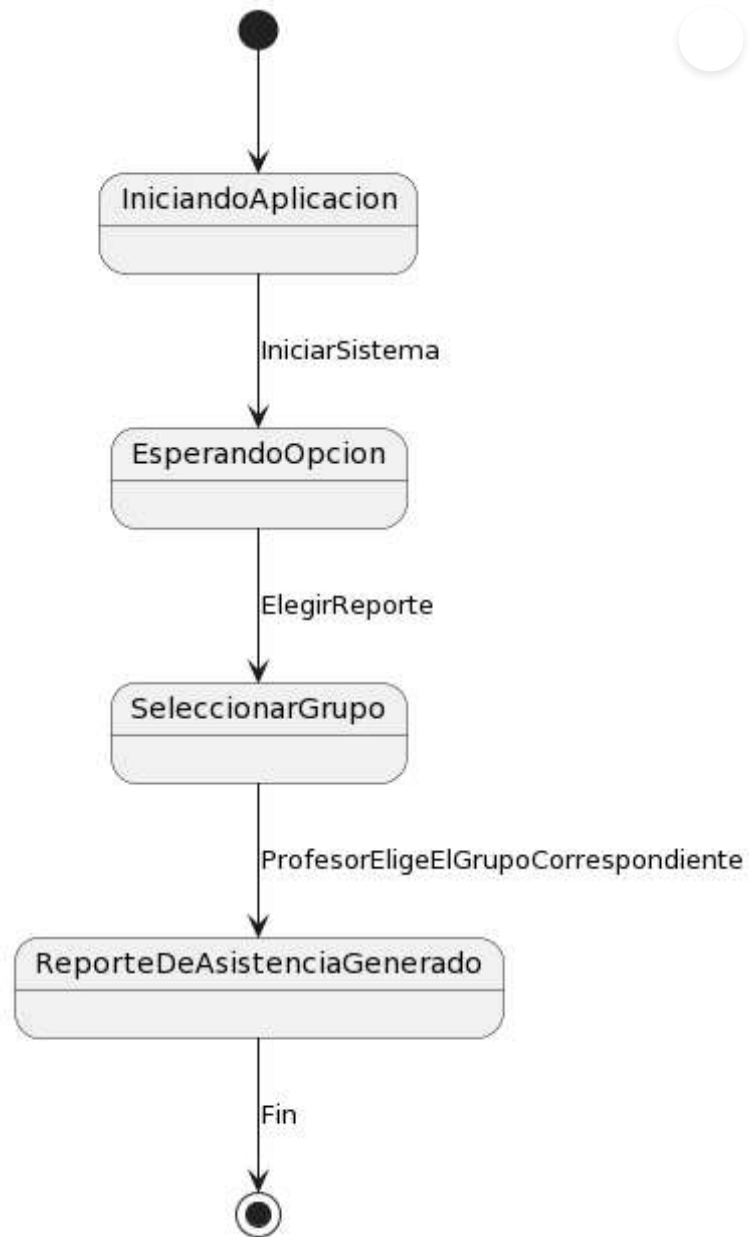 IniciandoAplicacion
IniciarSistema
EsperandoOpcion
ElegirReporte
SeleccionarGrupo
ProfesorEligeElGrupoCorrespondiente
ReporteDeAsistenciaGenerado
Fin